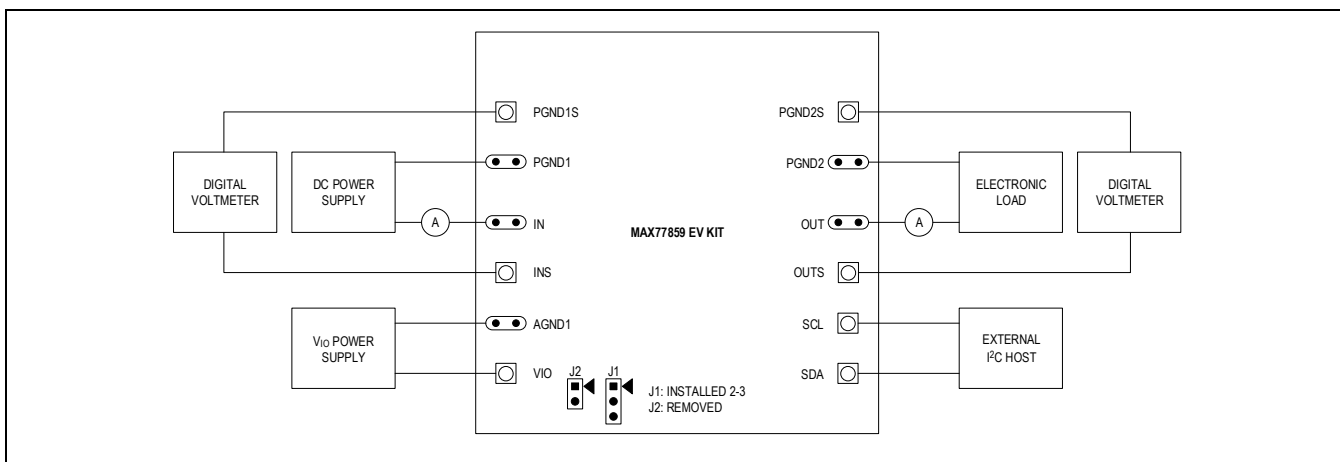 PGND1S
PGND2S
DIGITAL
VOLTMETER
DC POWER
SUPPLY
PGND1
PGND2
ELECTRONIC
LOAD
DIGITAL
VOLTMETER
A
IN
MAX77859 EV KIT
OUT
A
INS
OUTS
VIO POWER
SUPPLY
AGND1
SCL
EXTERNAL
I²C HOST
VIO
J2
J1
SDA
J1: INSTALLED 2-3
J2: REMOVED